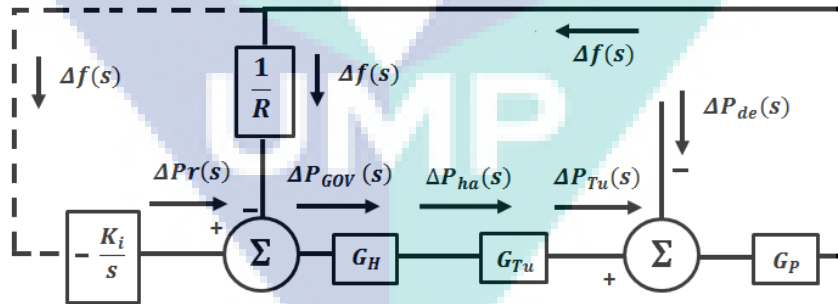 Δf(s)
1/R
Δf(s)
Δf(s)
ΔP_de(s)
UMP
ΔPr(s)
ΔP_GOV (s)
ΔP_ha(s)
ΔP_Tu(s)
−
−
+
− K_i/s
Σ
G_H
G_Tu
+
Σ
G_P